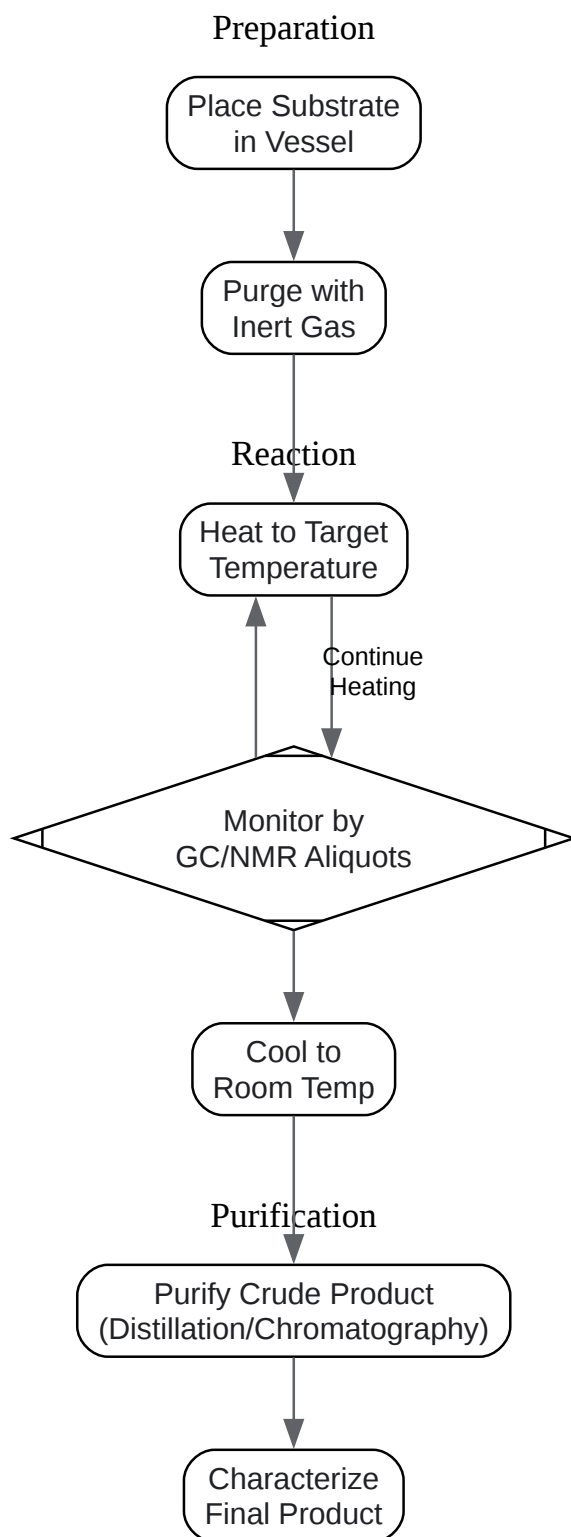 Preparation
Place Substrate
in Vessel
Purge with
Inert Gas
Reaction
Heat to Target
Temperature
Continue
Heating
Monitor by
GC/NMR Aliquots
Cool to
Room Temp
Purification
Purify Crude Product
(Distillation/Chromatography)
Characterize
Final Product